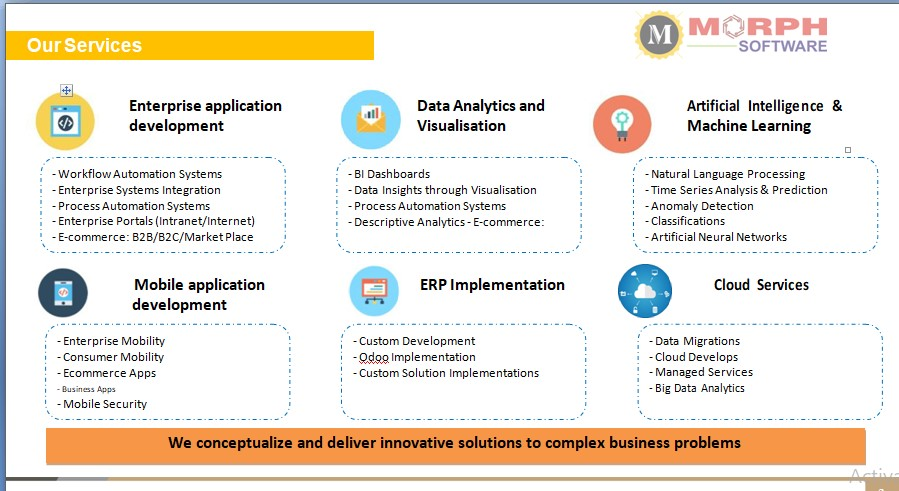 Our Services
M MORPH
SOFTWARE
Enterprise application
development
- Workflow Automation Systems
- Enterprise Systems Integration
- Process Automation Systems
- Enterprise Portals (Intranet/Internet)
- E-commerce: B2B/B2C/Market Place
Data Analytics and
Visualisation
- BI Dashboards
- Data Insights through Visualisation
- Process Automation Systems
- Descriptive Analytics - E-commerce:
Artificial Intelligence &
Machine Learning
- Natural Language Processing
- Time Series Analysis & Prediction
- Anomaly Detection
- Classifications
- Artificial Neural Networks
Mobile application
development
- Enterprise Mobility
- Consumer Mobility
- Ecommerce Apps
- Business Apps
- Mobile Security
ERP Implementation
- Custom Development
- Odoo Implementation
- Custom Solution Implementations
Cloud Services
- Data Migrations
- Cloud Develops
- Managed Services
- Big Data Analytics
We conceptualize and deliver innovative solutions to complex business problems